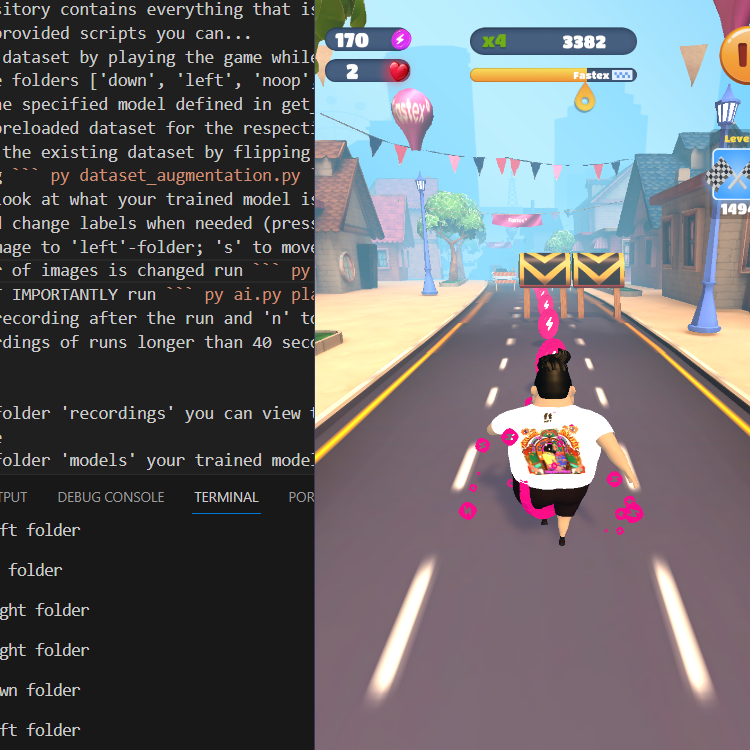 sitory contains everything that is
provided scripts you can...
dataset by playing the game while
e folders ['down', 'left', 'noop'
he specified model defined in get_
preloaded dataset for the respecti
the existing dataset by flipping
g ``` py dataset_augmentation.py
look at what your trained model is
d change labels when needed (press
mage to 'left'-folder; 's' to move
r of images is changed run ``` py
T IMPORTANTLY run ``` py ai.py pla
recording after the run and 'n' to
rdings of runs longer than 40 seco
folder 'recordings' you can view t
e
folder 'models' your trained model
TPUT DEBUG CONSOLE TERMINAL POR
ft folder
folder
ght folder
ght folder
wn folder
ft folder
170
2
x4 3382
Fastex
astex
Leve
1494